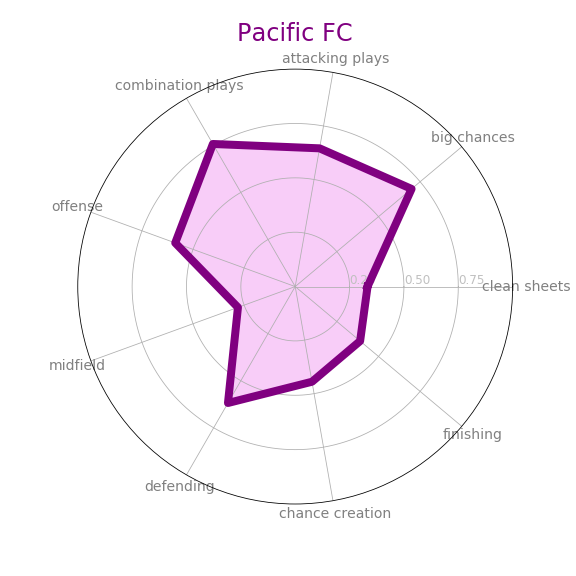 Pacific FC
attacking plays
combination plays
big chances
offense
0.50
0.75
clean sheets
midfield
finishing
defending
chance creation